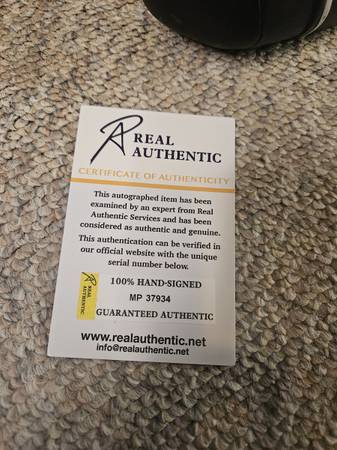 REAL
AUTHENTIC
CERTIFICATE OF AUTHENTICITY
This autographed item has been
examined by an expert from Real
Authentic Services and has been
considered as authentic and genuine.
This authentication can be verified in
our official website with the unique
serial number below.
REAL
AUTHENTIC
100% HAND-SIGNED
MP 37934
GUARANTEED AUTHENTIC
www.realauthentic.net
info@realauthentic.net